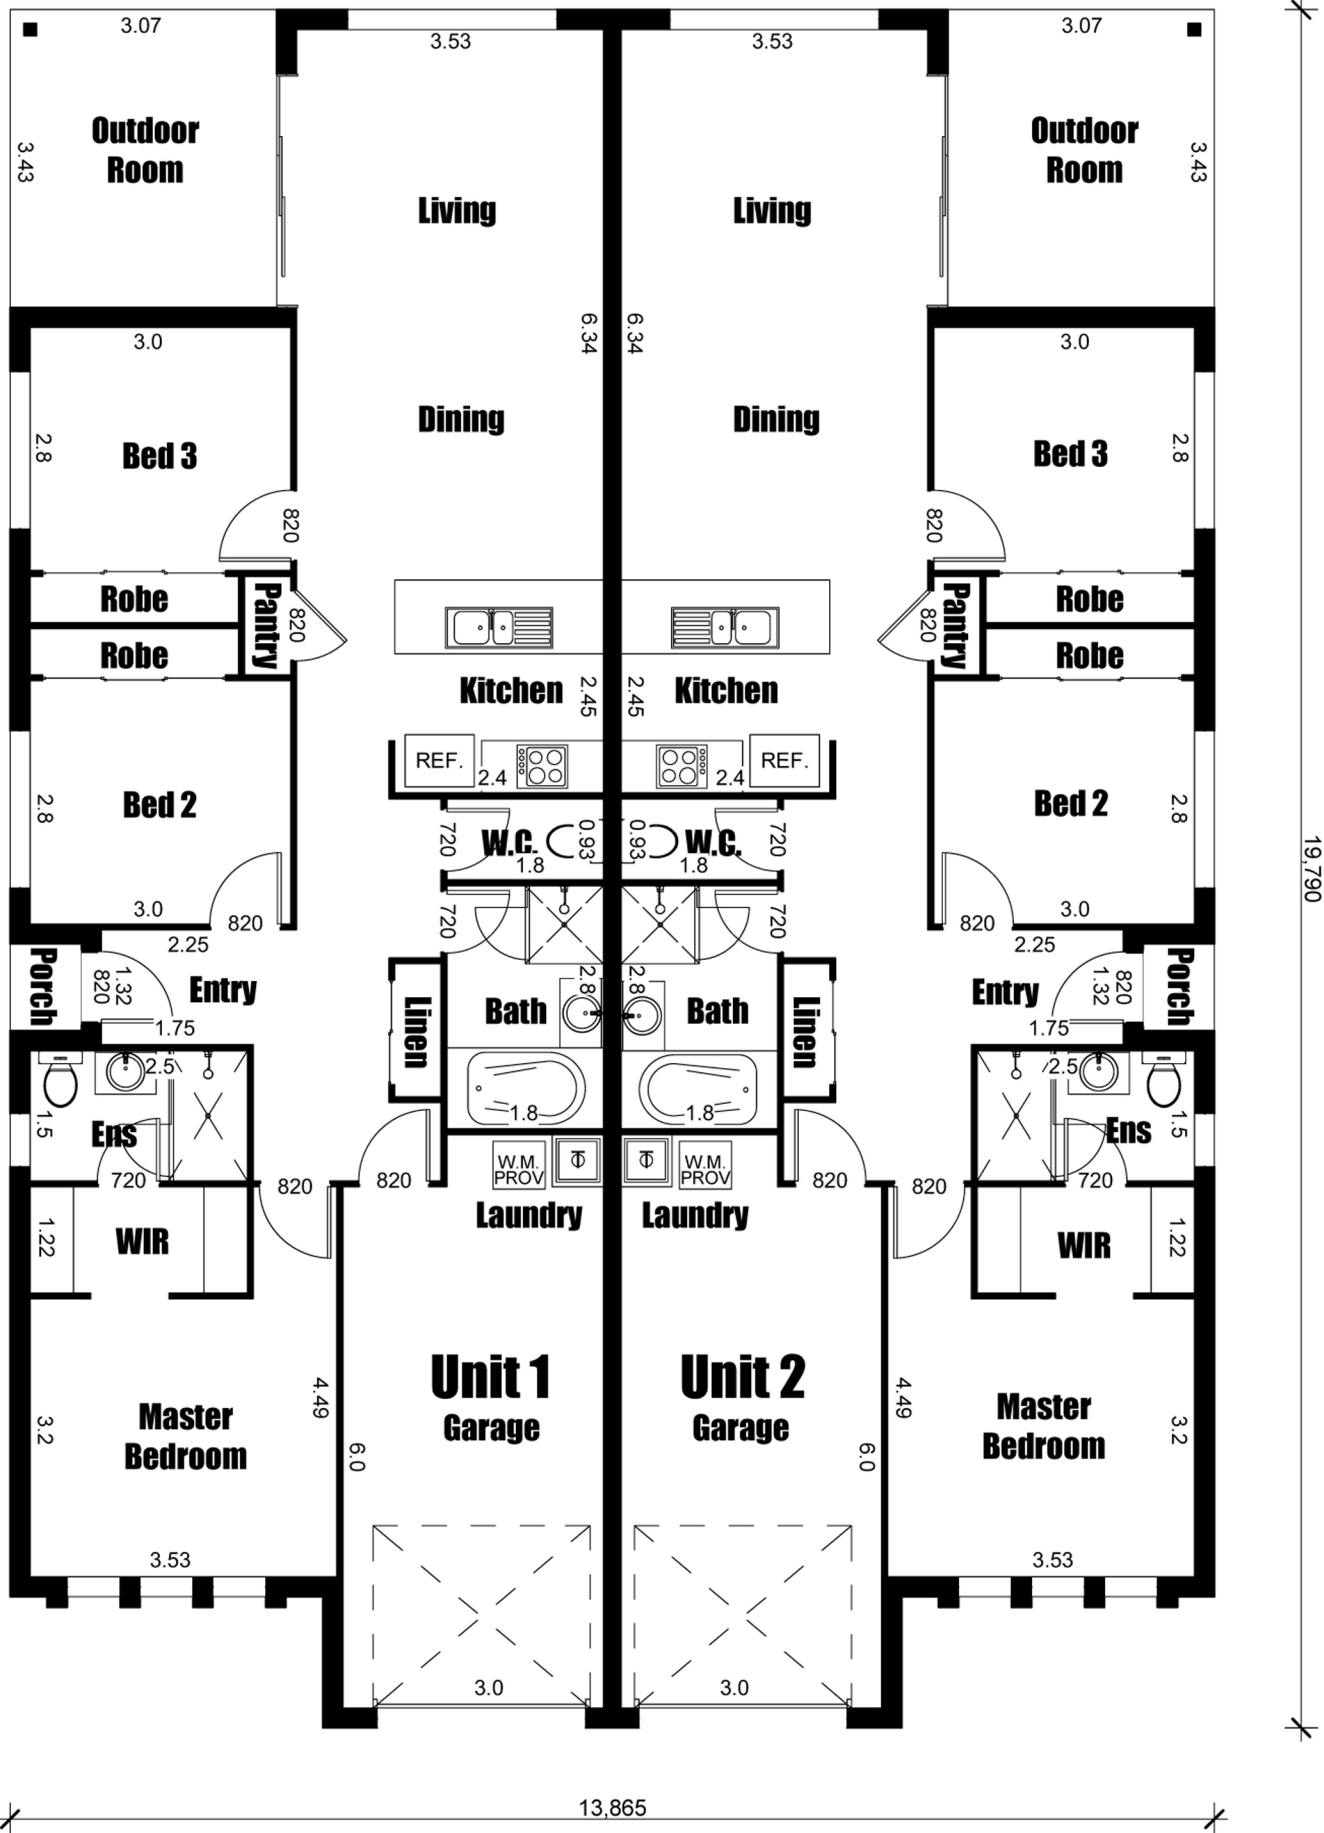 3.07
3.53
3.53
3.07
Outdoor
Room
3.43
Outdoor
Room
3.43
Living
Living
6.34
6.34
3.0
3.0
Dining
Dining
Bed 3
2.8
Bed 3
2.8
820
820
Robe
Pantry
820
820
Pantry
Robe
Robe
Robe
Kitchen
2.45
2.45
Kitchen
REF.
2.4
2.4
REF.
Bed 2
2.8
Bed 2
2.8
720
W.C.
0.93
0.93
W.C.
720
1.8
1.8
3.0
820
720
720
820
3.0
Porch
2.25
820
1.32
Entry
1.75
2.25
Entry
1.32
820
1.75
Porch
2.8
2.8
Bath
Bath
Linen
Linen
2.5
2.5
1.5
Ens
1.8
1.8
Ens
1.5
720
820
820
W.M.
PROV
W.M.
PROV
820
820
720
Laundry
Laundry
1.22
WIR
WIR
1.22
Unit 1
Garage
Unit 2
Garage
4.49
4.49
3.2
Master
Bedroom
Master
Bedroom
3.2
6.0
6.0
3.53
3.53
3.0
3.0
19,790
13,865